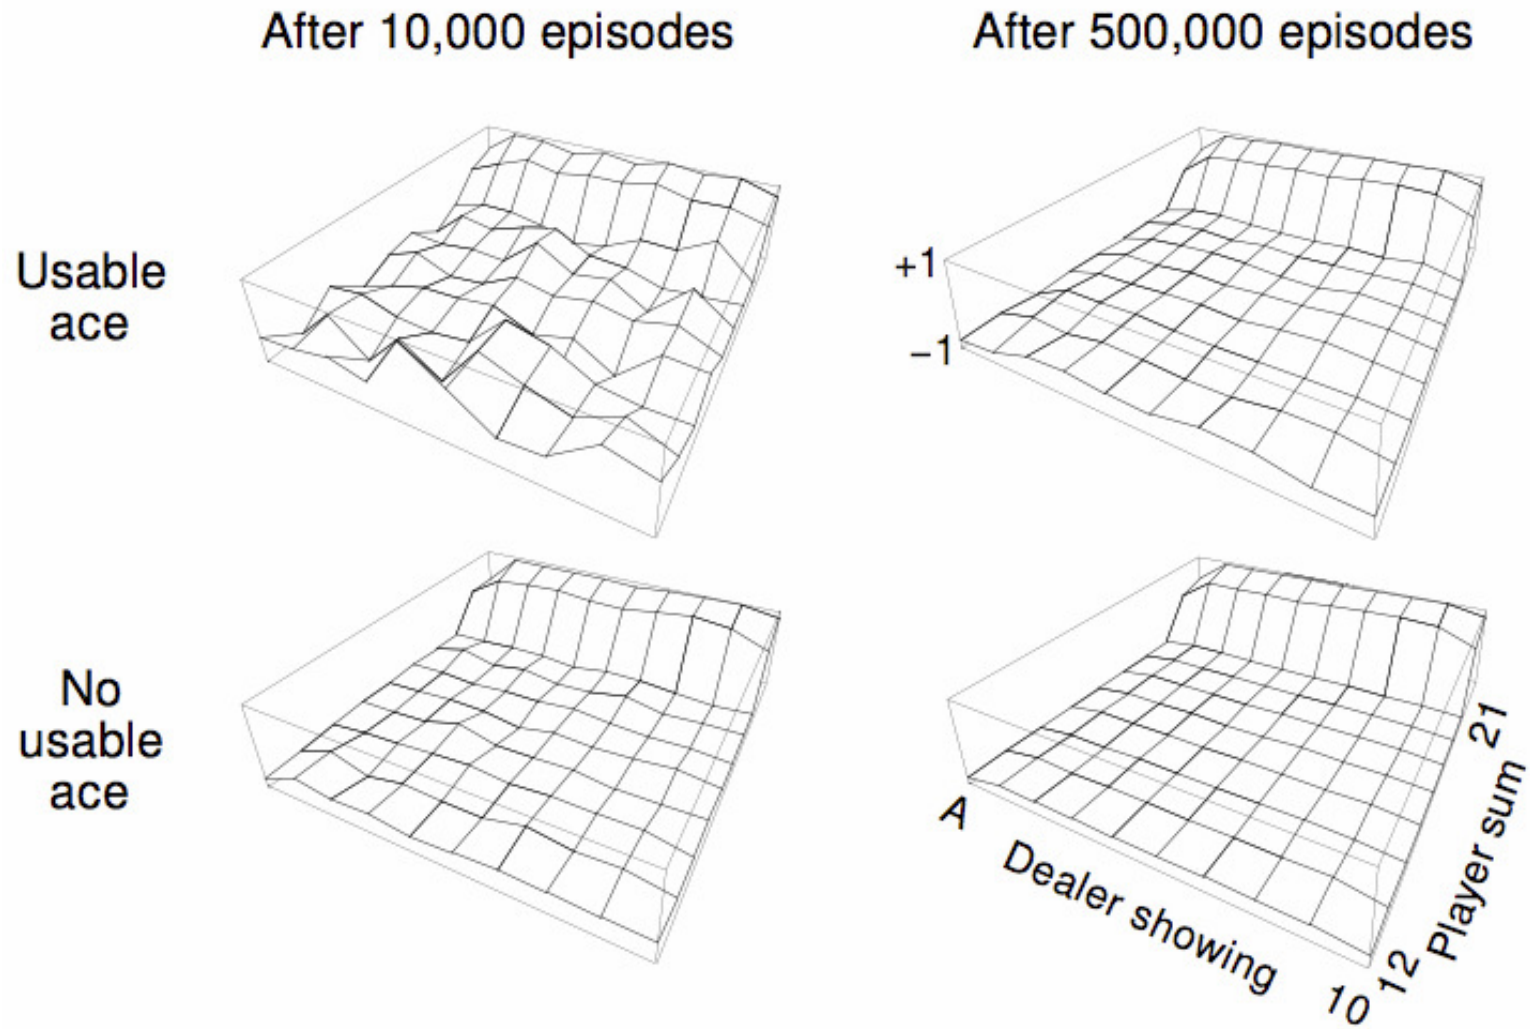 After 10,000 episodes
After 500,000 episodes
Usable
ace
+1
−1
No
usable
ace
A
Dealer showing
10
12
Player sum
21